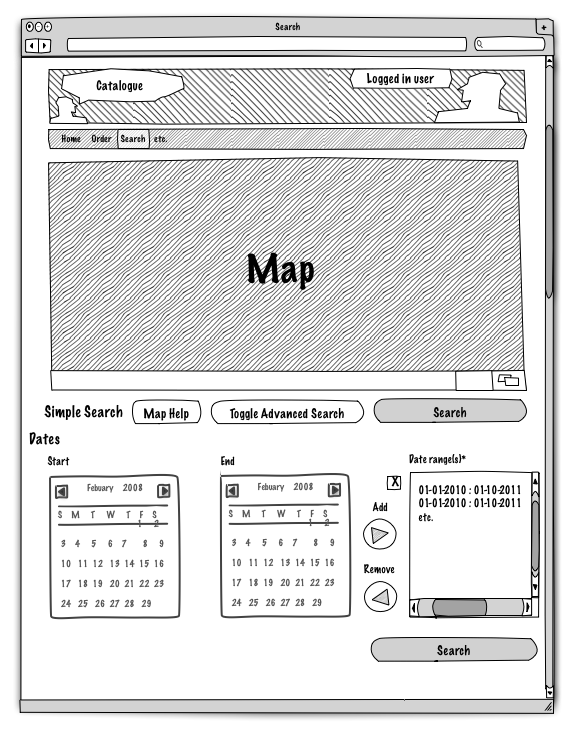 Search
Catalogue
Logged in user
Home Order Search etc.
Map
Simple Search Map Help Toggle Advanced Search Search
Dates
Start
End
Date range(s)*
Febuary 2008
S M T W T F S
1 2
3 4 5 6 7 8 9
10 11 12 13 14 15 16
17 18 19 20 21 22 23
24 25 26 27 28 29
Febuary 2008
S M T W T F S
1 2
3 4 5 6 7 8 9
10 11 12 13 14 15 16
17 18 19 20 21 22 23
24 25 26 27 28 29
X
Add
Remove
01-01-2010 : 01-10-2011
01-01-2010 : 01-10-2011
etc.
Search